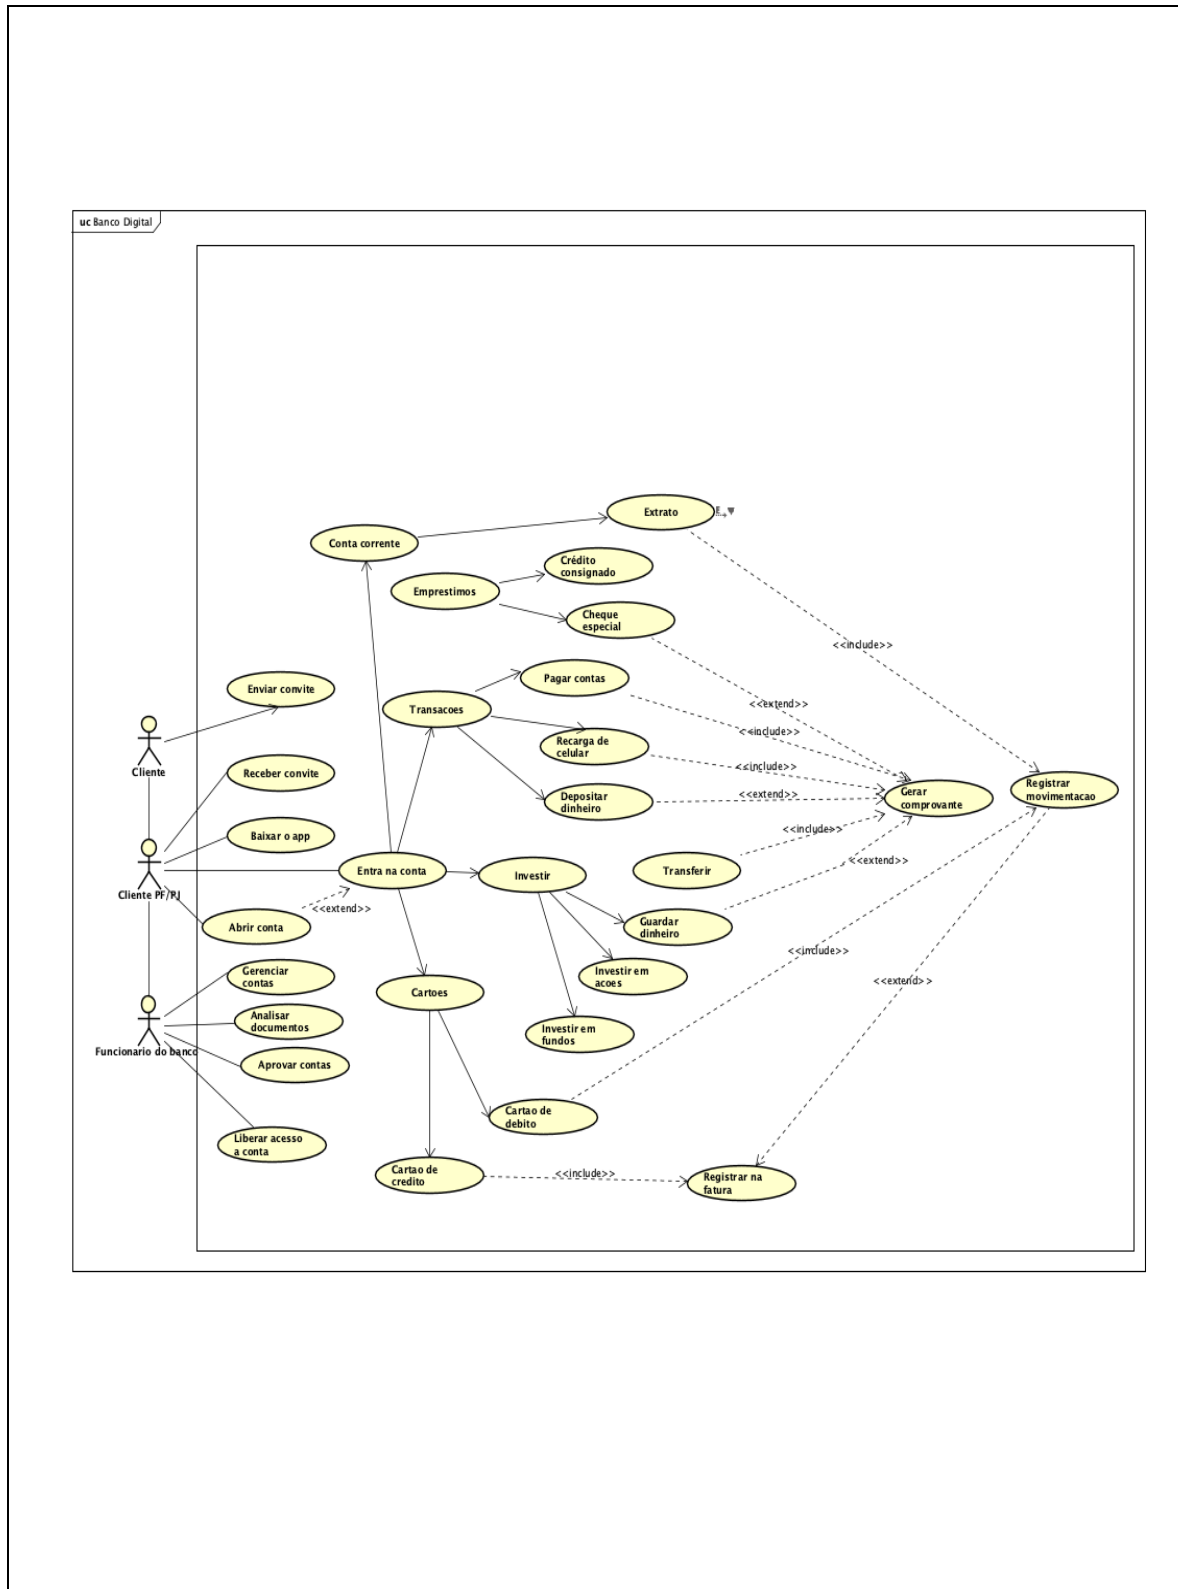 uc Banco Digital
Extrato
Conta corrente
Crédito
consignado
Emprestimos
Cheque
especial
<<include>>
Pagar contas
Enviar convite
<<extend>>
Transacoes
<<include>>
Recarga de
celular
<<include>>
Cliente
Receber convite
Depositar
dinheiro
<<extend>>
Gerar
comprovante
Registrar
movimentacao
<<include>>
Baixar o app
<<extend>>
Entra na conta
Investir
Transferir
Cliente PF/PJ
<<extend>>
Abrir conta
Guardar
dinheiro
<<include>>
Gerenciar
contas
Investir em
acoes
<<extend>>
Cartoes
Analisar
documentos
Investir em
fundos
Funcionario do banco
Aprovar contas
Cartao de
debito
Liberar acesso
a conta
Cartao de
credito
<<include>>
Registrar na
fatura